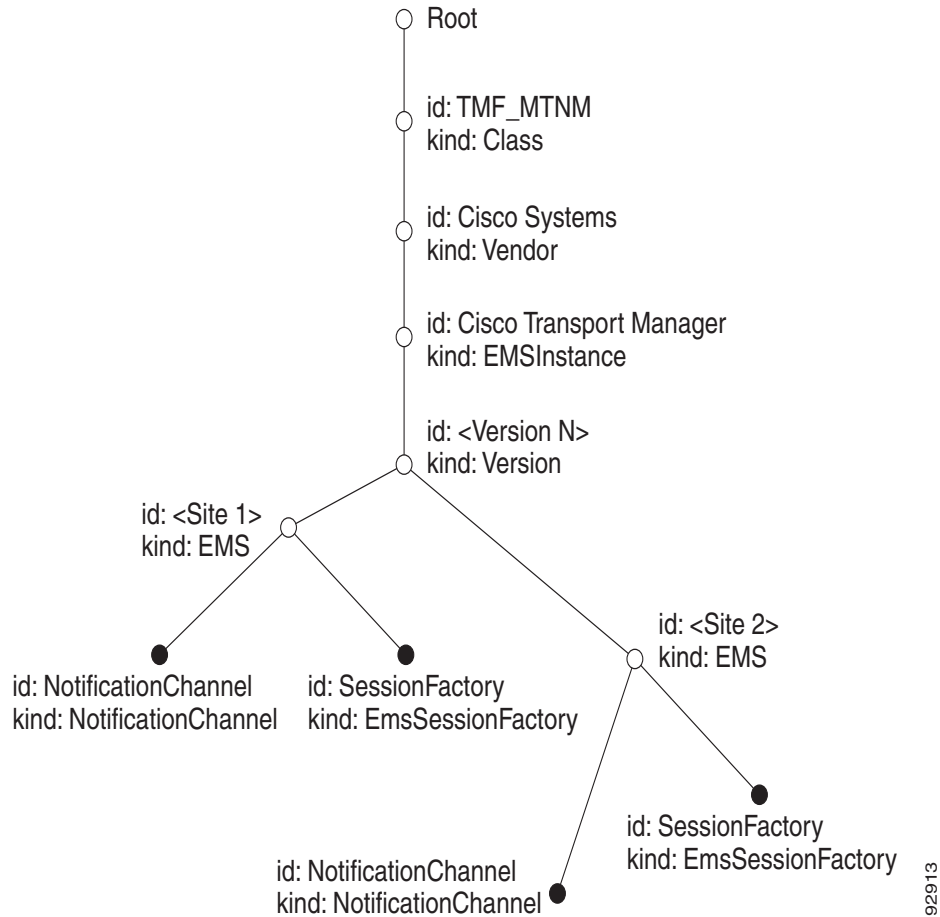 Root
id: TMF_MTNM
kind: Class
id: Cisco Systems
kind: Vendor
id: Cisco Transport Manager
kind: EMSInstance
id: <Version N>
kind: Version
id: <Site 1>
kind: EMS
id: <Site 2>
kind: EMS
id: NotificationChannel
kind: NotificationChannel
id: SessionFactory
kind: EmsSessionFactory
id: SessionFactory
kind: EmsSessionFactory
id: NotificationChannel
kind: NotificationChannel
92913